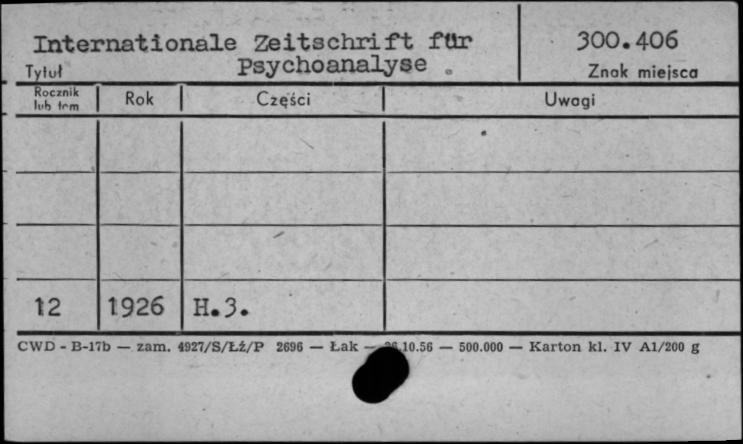 Internationale Zeitschrift für 300.406
Tytuł Psychoanalyse Znak miejsca
Rocznik lub tom Rok Części Uwagi
12 1926 H.3.
CWD - B-17b — zam. 4927/S/ŁŹ/P 2696 — Łak — 10.56 — 500.000 — Karton kl. IV A1/200 g